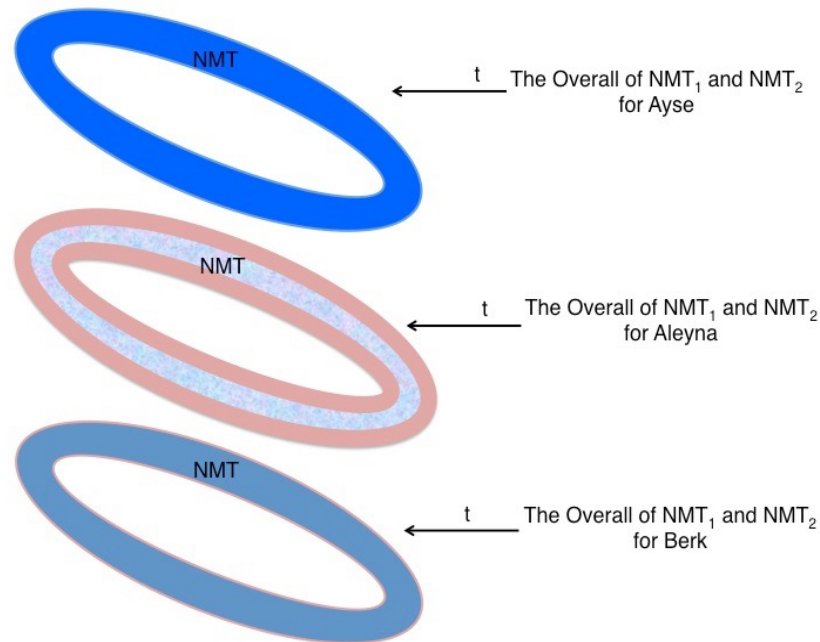 NMT
t
The Overall of NMT₁ and NMT₂
for Ayse
NMT
t
The Overall of NMT₁ and NMT₂
for Aleyna
NMT
t
The Overall of NMT₁ and NMT₂
for Berk